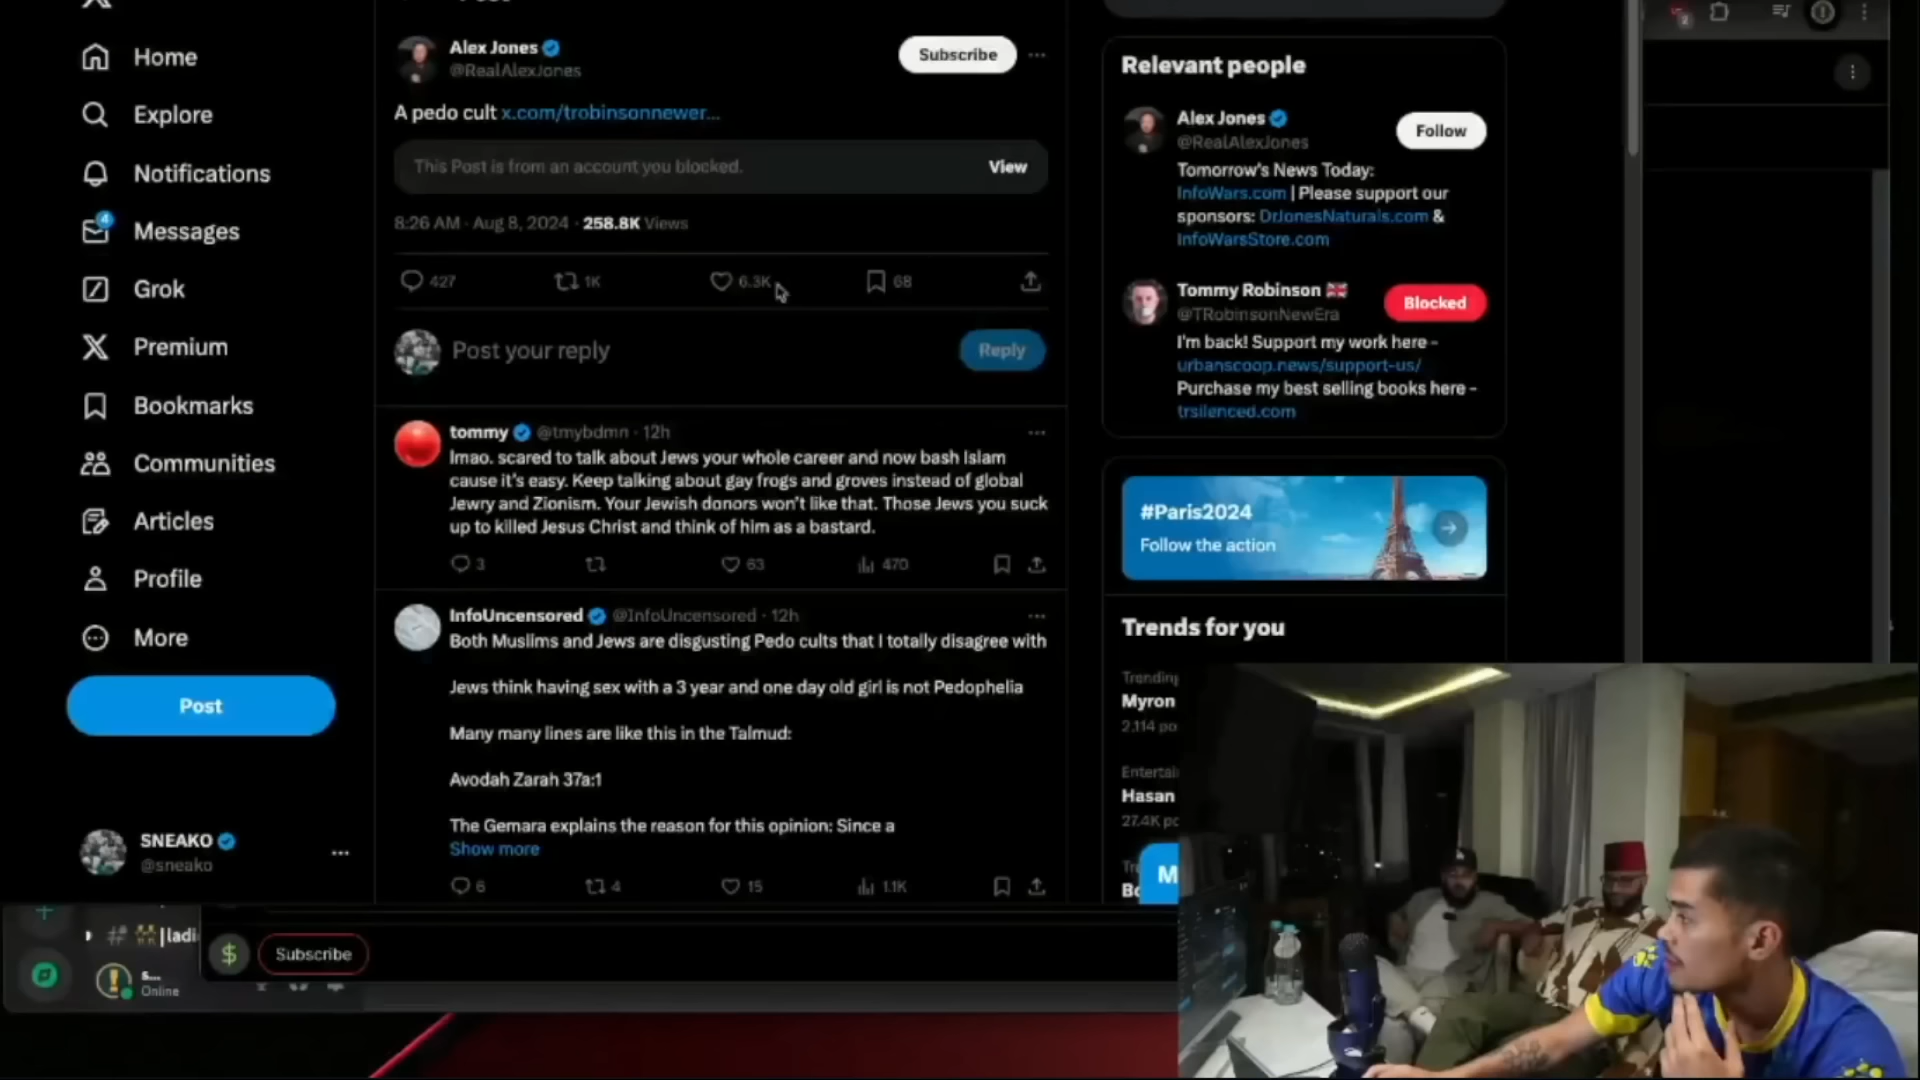 Home
Explore
Notifications
4
Messages
Grok
Premium
Bookmarks
Communities
Articles
Profile
More
Post
SNEAKO
@sneako
Alex Jones
@RealAlexJones
Subscribe
A pedo cult x.com/trobinsonnewer...
This Post is from an account you blocked.
View
8:26 AM · Aug 8, 2024 · 258.8K Views
427
1K
6.3K
68
Post your reply
Reply
tommy @tmybdmn · 12h
lmao. scared to talk about Jews your whole career and now bash Islam
cause it's easy. Keep talking about gay frogs and groves instead of global
Jewry and Zionism. Your Jewish donors won't like that. Those Jews you suck
up to killed Jesus Christ and think of him as a bastard.
3
63
470
InfoUncensored @InfoUncensored · 12h
Both Muslims and Jews are disgusting Pedo cults that I totally disagree with
Jews think having sex with a 3 year and one day old girl is not Pedophelia
Many many lines are like this in the Talmud:
Avodah Zarah 37a:1
The Gemara explains the reason for this opinion: Since a
Show more
6
4
15
1.1K
Relevant people
Alex Jones
@RealAlexJones
Follow
Tomorrow's News Today:
InfoWars.com | Please support our
sponsors: DrJonesNaturals.com &
InfoWarsStore.com
Tommy Robinson
@TRobinsonNewEra
Blocked
I'm back! Support my work here -
urbanscoop.news/support-us/
Purchase my best selling books here -
trsilenced.com
#Paris2024
Follow the action
Trends for you
Trending
Myron
2,114 po
Entertai
Hasan
27.4K po
Tre
Bo
M
2
# |ladi
s...
Online
$
Subscribe